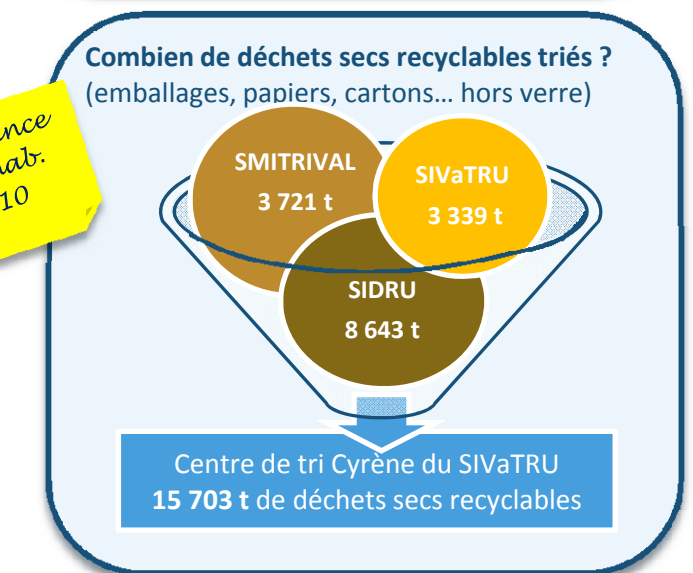 Combien de déchets secs recyclables triés ?
(emballages, papiers, cartons… hors verre)
10
SMITRIVAL
3 721 t
SIVaTRU
3 339 t
SIDRU
8 643 t
Centre de tri Cyrène du SIVaTRU
15 703 t de déchets secs recyclables